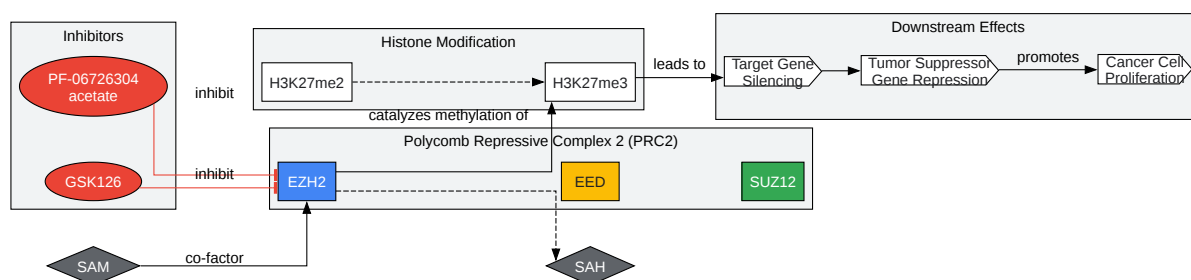 Inhibitors
PF-06726304
acetate
GSK126
inhibit
inhibit
Histone Modification
H3K27me2
H3K27me3
catalyzes methylation of
Polycomb Repressive Complex 2 (PRC2)
EZH2
EED
SUZ12
SAM
co-factor
SAH
leads to
Downstream Effects
Target Gene
Silencing
Tumor Suppressor
Gene Repression
promotes
Cancer Cell
Proliferation